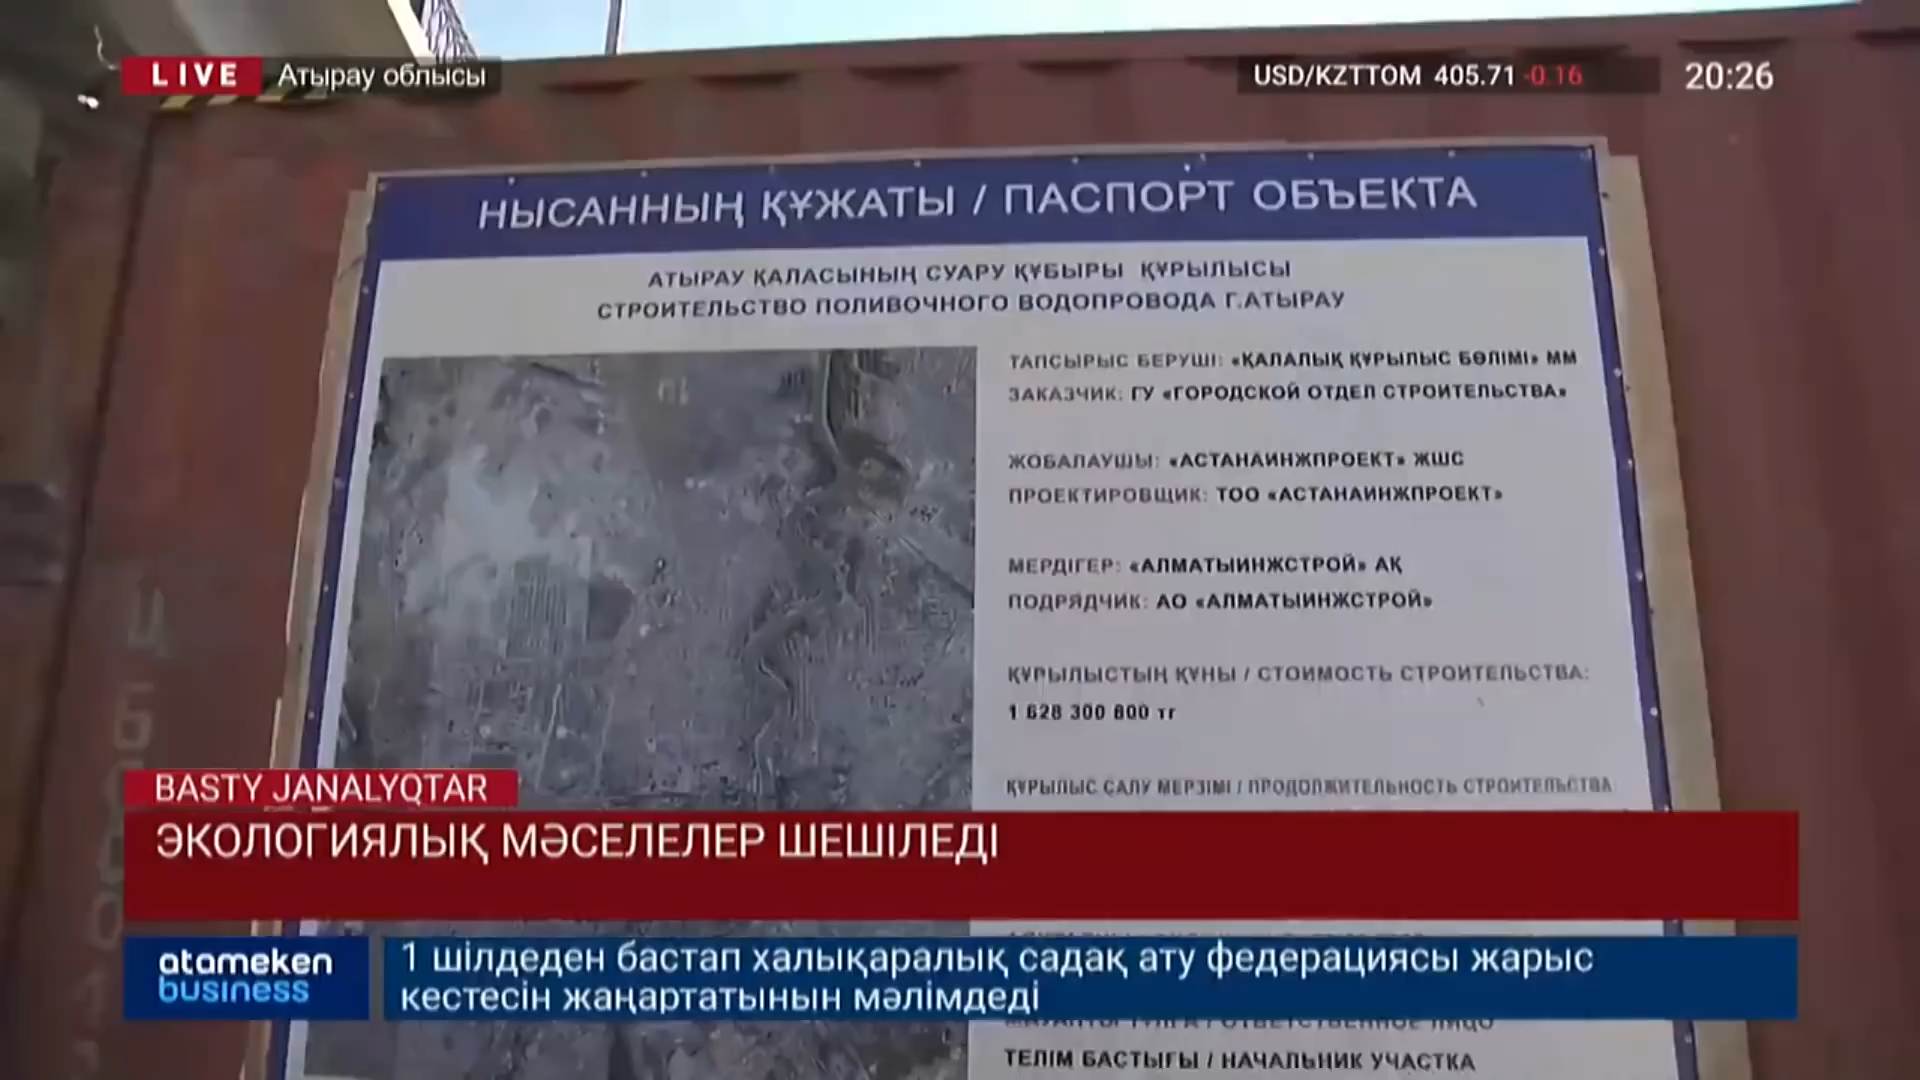 LIVE Атырау облысы
USD/KZTTOM 405.71 -0.16
20:26
НЫСАННЫҢ ҚҰЖАТЫ / ПАСПОРТ ОБЪЕКТА
АТЫРАУ ҚАЛАСЫНЫҢ СУАРУ ҚҰБЫРЫ ҚҰРЫЛЫСЫ
СТРОИТЕЛЬСТВО ПОЛИВОЧНОГО ВОДОПРОВОДА Г.АТЫРАУ
ТАПСЫРЫС БЕРУШІ: «ҚАЛАЛЫҚ ҚҰРЫЛЫС БӨЛІМІ» ММ
ЗАКАЗЧИК: ГУ «ГОРОДСКОЙ ОТДЕЛ СТРОИТЕЛЬСТВА»
ЖОБАЛАУШЫ: «АСТАНАИНЖПРОЕКТ» ЖШС
ПРОЕКТИРОВЩИК: ТОО «АСТАНАИНЖПРОЕКТ»
МЕРДІГЕР: «АЛМАТЫИНЖСТРОЙ» АҚ
ПОДРЯДЧИК: АО «АЛМАТЫИНЖСТРОЙ»
ҚҰРЫЛЫСТЫҢ ҚҰНЫ / СТОИМОСТЬ СТРОИТЕЛЬСТВА:
1 628 300 800 тг
ҚҰРЫЛЫС САЛУ МЕРЗІМІ / ПРОДОЛЖИТЕЛЬНОСТЬ СТРОИТЕЛЬСТВА
BASTY JANALYQTAR
ЭКОЛОГИЯЛЫҚ МӘСЕЛЕЛЕР ШЕШІЛЕДІ
atameken
business
1 шілдеден бастап халықаралық садақ ату федерациясы жарыс
кестесін жаңартатынын мәлімдеді
ТЕЛІМ БАСТЫҒЫ / НАЧАЛЬНИК УЧАСТКА